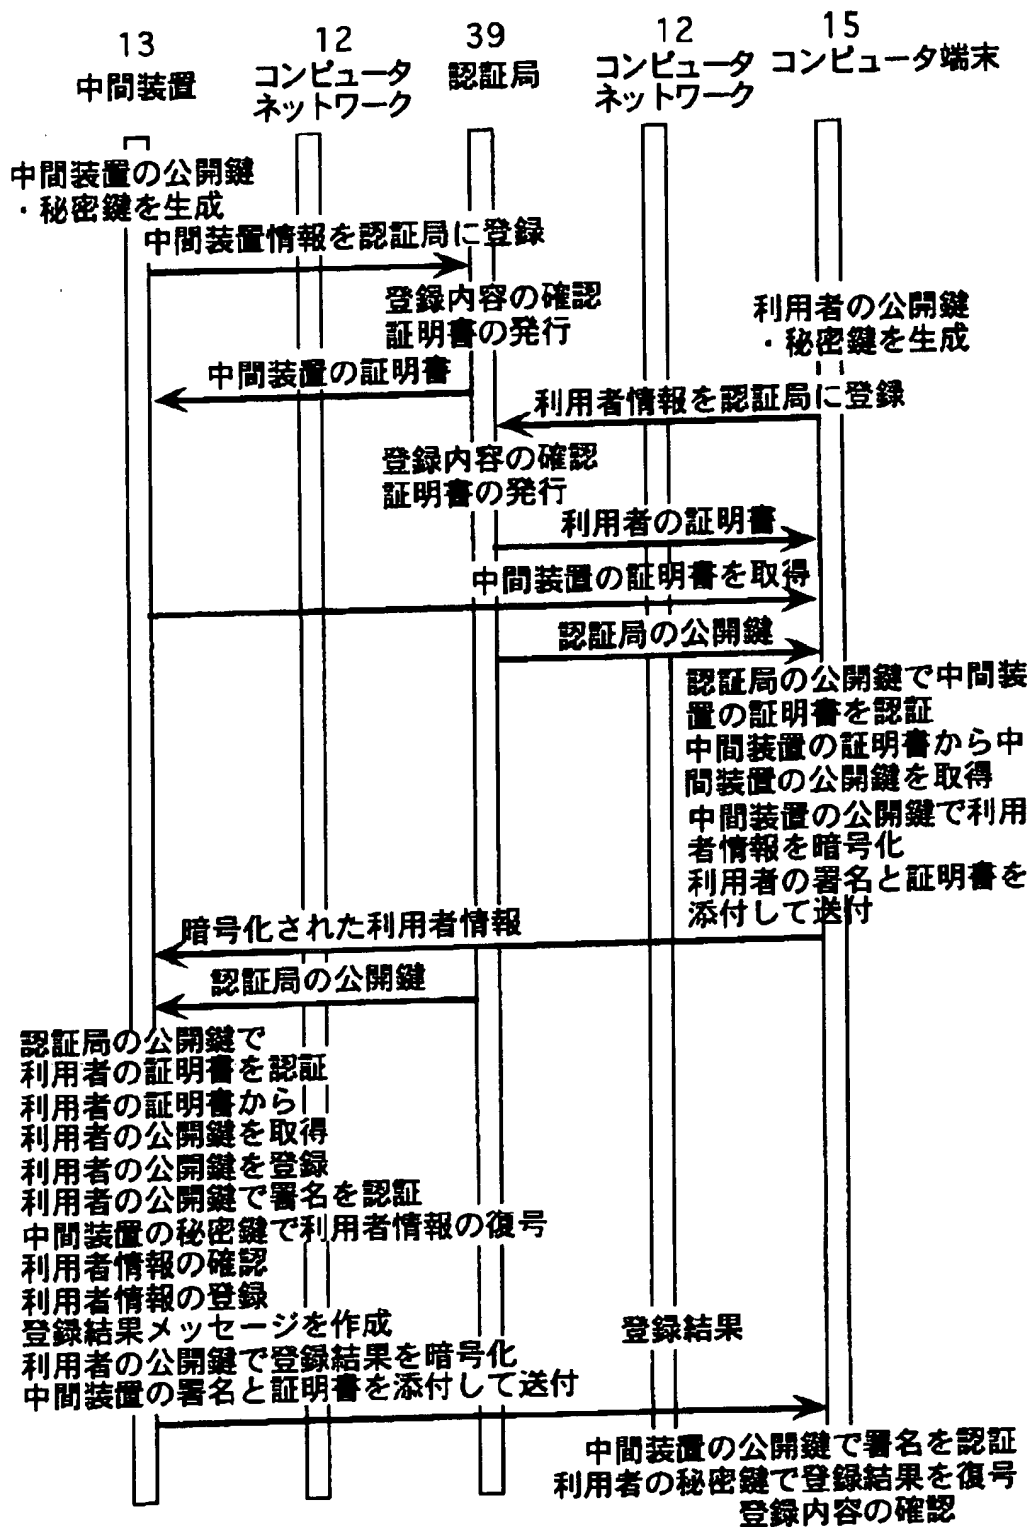 13
中間装置
12
コンピュータ
ネットワーク
39
認証局
12
コンピュータ
ネットワーク
15
コンピュータ端末
中間装置の公開鍵
・秘密鍵を生成
中間装置情報を認証局に登録
登録内容の確認
証明書の発行
利用者の公開鍵
・秘密鍵を生成
中間装置の証明書
利用者情報を認証局に登録
登録内容の確認
証明書の発行
利用者の証明書
中間装置の証明書を取得
認証局の公開鍵
認証局の公開鍵で中間装
置の証明書を認証
中間装置の証明書から中
間装置の公開鍵を取得
中間装置の公開鍵で利用
者情報を暗号化
利用者の署名と証明書を
添付して送付
暗号化された利用者情報
認証局の公開鍵
認証局の公開鍵で
利用者の証明書を認証
利用者の証明書から
利用者の公開鍵を取得
利用者の公開鍵を登録
利用者の公開鍵で署名を認証
中間装置の秘密鍵で利用者情報の復号
利用者情報の確認
利用者情報の登録
登録結果メッセージを作成
利用者の公開鍵で登録結果を暗号化
中間装置の署名と証明書を添付して送付
登録結果
中間装置の公開鍵で署名を認証
利用者の秘密鍵で登録結果を復号
登録内容の確認